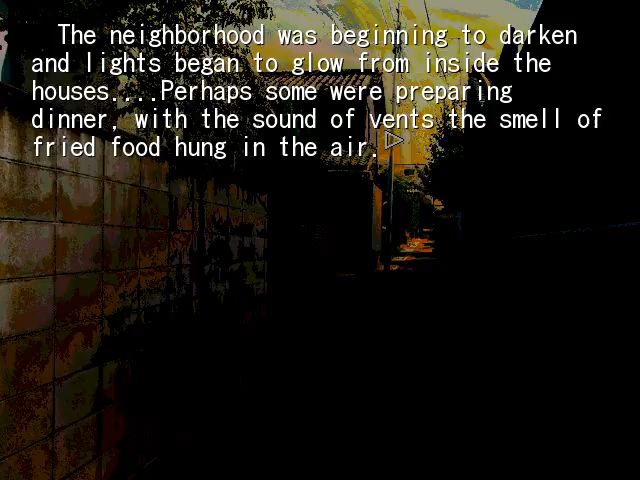 The neighborhood was beginning to darken
and lights began to glow from inside the
houses....Perhaps some were preparing
dinner, with the sound of vents the smell of
fried food hung in the air.